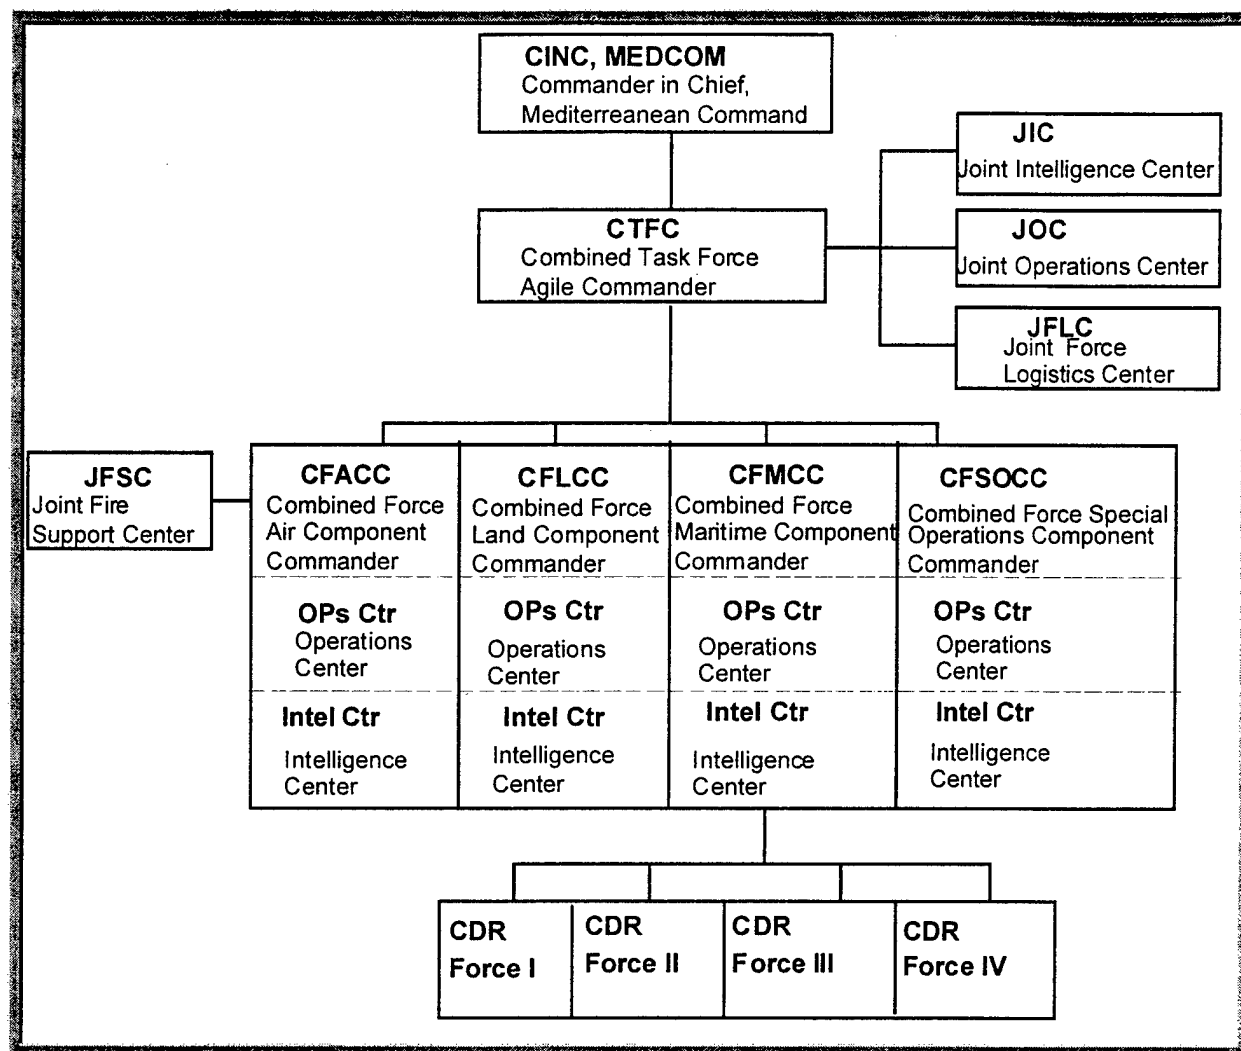 CINC, MEDCOM
Commander in Chief,
Mediterreanean Command
JIC
Joint Intelligence Center
CTFC
Combined Task Force
Agile Commander
JOC
Joint Operations Center
JFLC
Joint Force
Logistics Center
JFSC
Joint Fire
Support Center
CFACC
Combined Force
Air Component
Commander
OPs Ctr
Operations
Center
Intel Ctr
Intelligence
Center
CFLCC
Combined Force
Land Component
Commander
OPs Ctr
Operations
Center
Intel Ctr
Intelligence
Center
CFMCC
Combined Force
Maritime Component
Commander
OPs Ctr
Operations
Center
Intel Ctr
Intelligence
Center
CFSOCC
Combined Force Special
Operations Component
Commander
OPs Ctr
Operations
Center
Intel Ctr
Intelligence
Center
CDR
Force I
CDR
Force II
CDR
Force III
CDR
Force IV